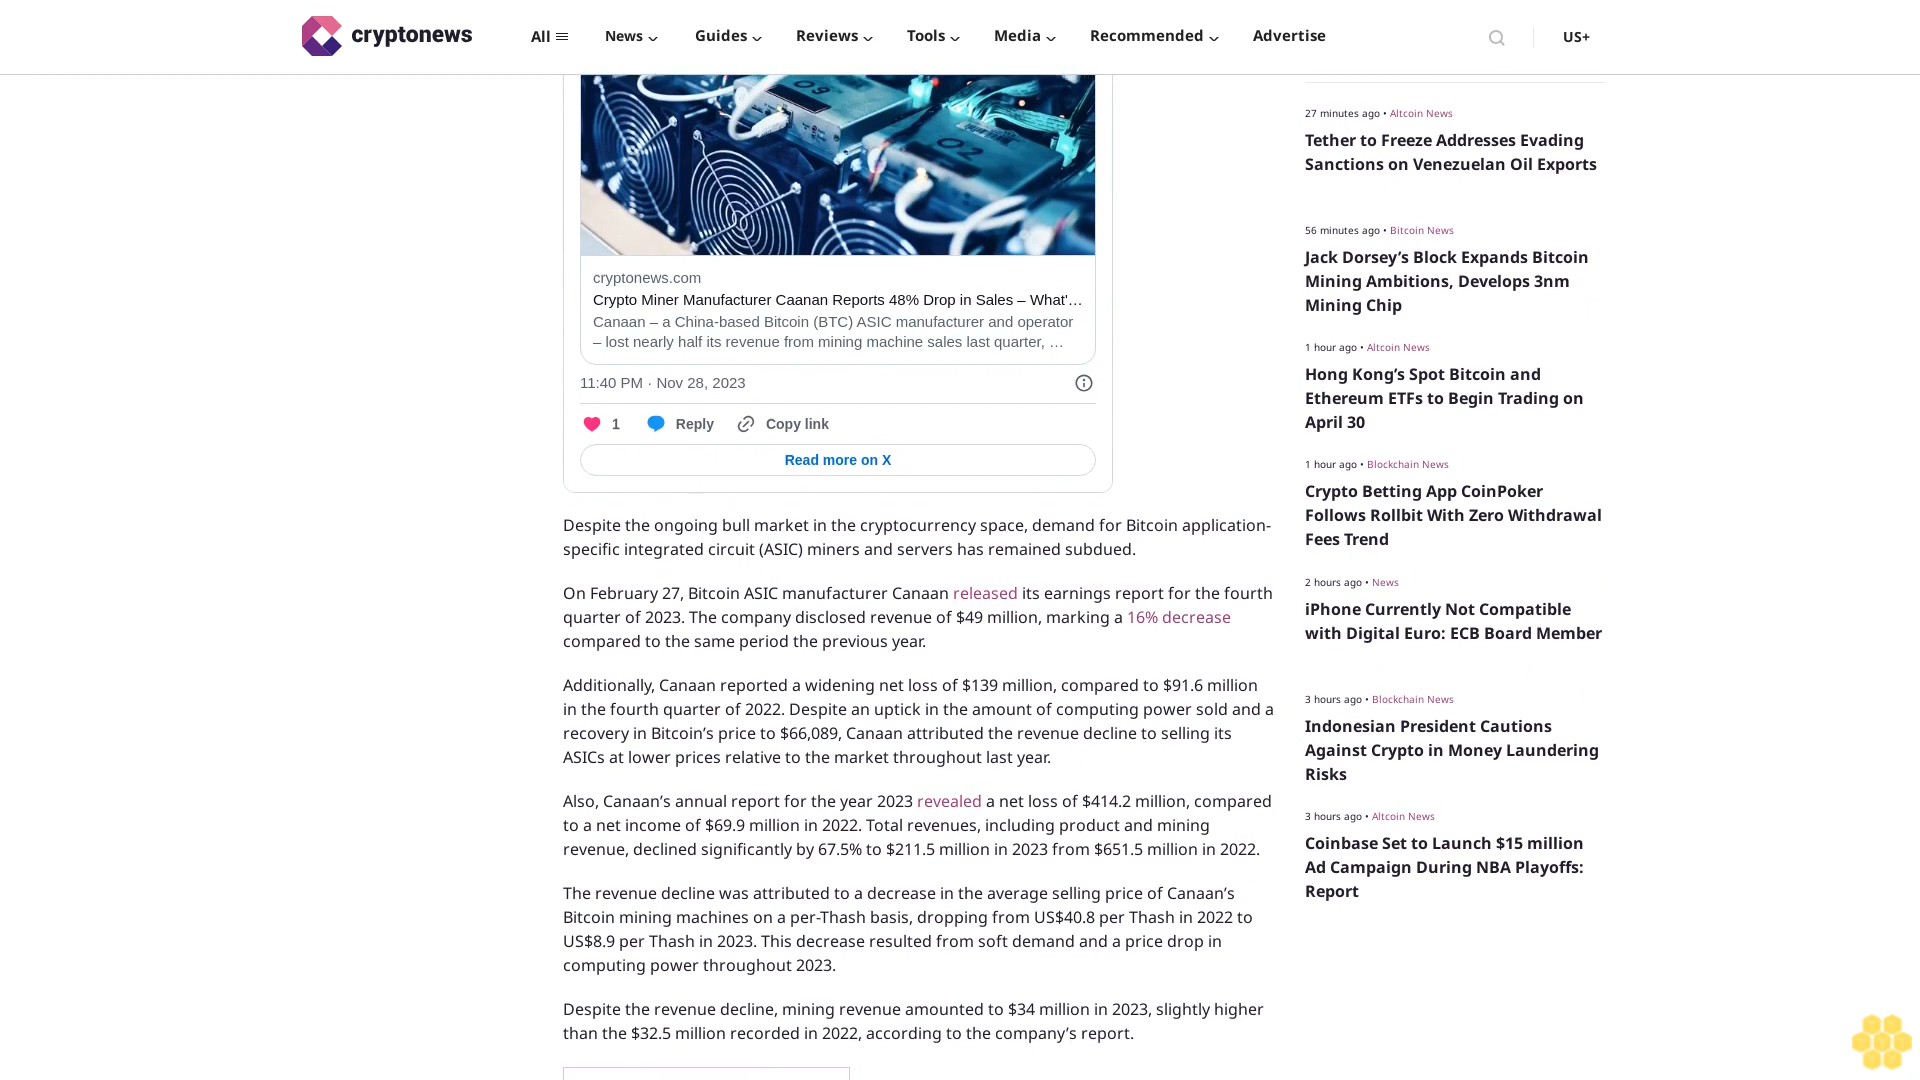 cryptonews
All
News
Guides
Reviews
Tools
Media
Recommended
Advertise
US+
09
02
cryptonews.com
Crypto Miner Manufacturer Caanan Reports 48% Drop in Sales – What'...
Canaan – a China-based Bitcoin (BTC) ASIC manufacturer and operator
– lost nearly half its revenue from mining machine sales last quarter, ...
11:40 PM · Nov 28, 2023
1
Reply
Copy link
Read more on X
Despite the ongoing bull market in the cryptocurrency space, demand for Bitcoin application-
specific integrated circuit (ASIC) miners and servers has remained subdued.
On February 27, Bitcoin ASIC manufacturer Canaan released its earnings report for the fourth
quarter of 2023. The company disclosed revenue of $49 million, marking a 16% decrease
compared to the same period the previous year.
Additionally, Canaan reported a widening net loss of $139 million, compared to $91.6 million
in the fourth quarter of 2022. Despite an uptick in the amount of computing power sold and a
recovery in Bitcoin’s price to $66,089, Canaan attributed the revenue decline to selling its
ASICs at lower prices relative to the market throughout last year.
Also, Canaan’s annual report for the year 2023 revealed a net loss of $414.2 million, compared
to a net income of $69.9 million in 2022. Total revenues, including product and mining
revenue, declined significantly by 67.5% to $211.5 million in 2023 from $651.5 million in 2022.
The revenue decline was attributed to a decrease in the average selling price of Canaan’s
Bitcoin mining machines on a per-Thash basis, dropping from US$40.8 per Thash in 2022 to
US$8.9 per Thash in 2023. This decrease resulted from soft demand and a price drop in
computing power throughout 2023.
Despite the revenue decline, mining revenue amounted to $34 million in 2023, slightly higher
than the $32.5 million recorded in 2022, according to the company’s report.
27 minutes ago • Altcoin News
Tether to Freeze Addresses Evading
Sanctions on Venezuelan Oil Exports
56 minutes ago • Bitcoin News
Jack Dorsey’s Block Expands Bitcoin
Mining Ambitions, Develops 3nm
Mining Chip
1 hour ago • Altcoin News
Hong Kong’s Spot Bitcoin and
Ethereum ETFs to Begin Trading on
April 30
1 hour ago • Blockchain News
Crypto Betting App CoinPoker
Follows Rollbit With Zero Withdrawal
Fees Trend
2 hours ago • News
iPhone Currently Not Compatible
with Digital Euro: ECB Board Member
3 hours ago • Blockchain News
Indonesian President Cautions
Against Crypto in Money Laundering
Risks
3 hours ago • Altcoin News
Coinbase Set to Launch $15 million
Ad Campaign During NBA Playoffs:
Report